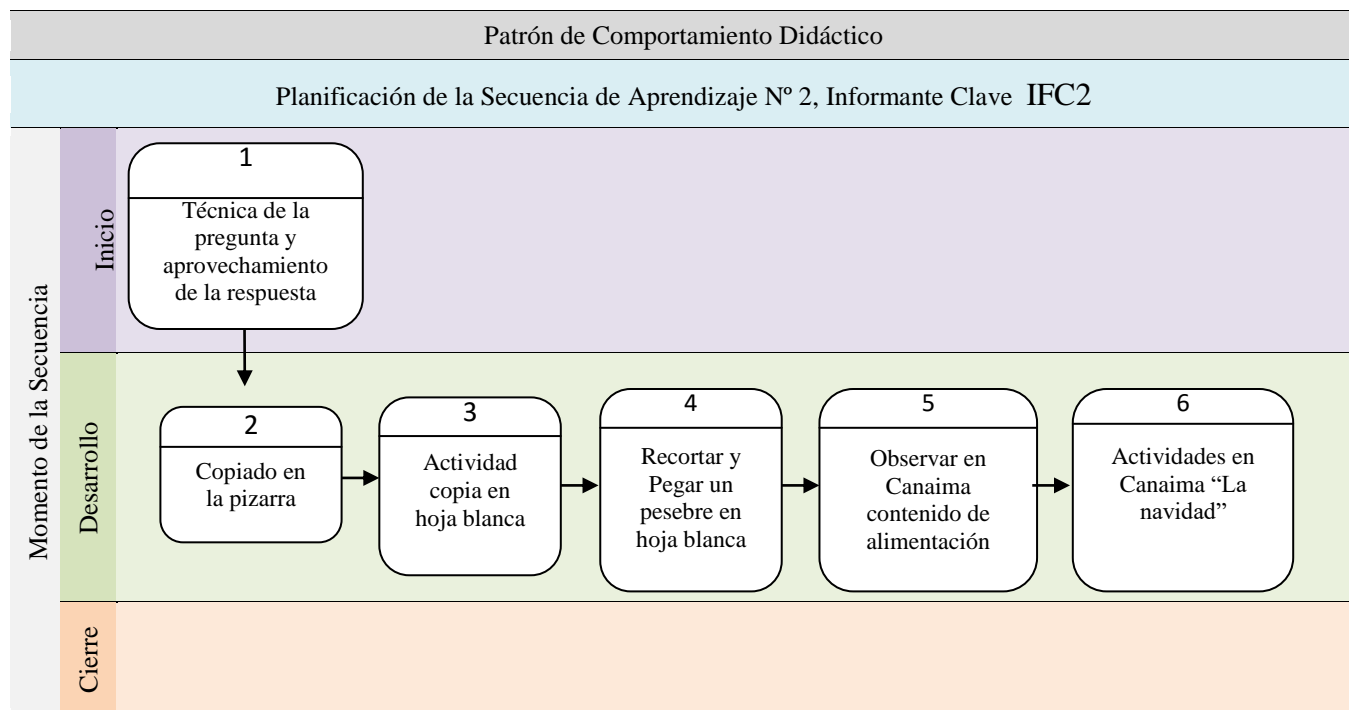 Patrón de Comportamiento Didáctico
Planificación de la Secuencia de Aprendizaje Nº 2, Informante Clave IFC2
Momento de la Secuencia
Inicio
1
Técnica de la
pregunta y
aprovechamiento
de la respuesta
Desarrollo
2
Copiado en
la pizarra
3
Actividad
copia en
hoja blanca
4
Recortar y
Pegar un
pesebre en
hoja blanca
5
Observar en
Canaima
contenido de
alimentación
6
Actividades en
Canaima “La
navidad”
Cierre